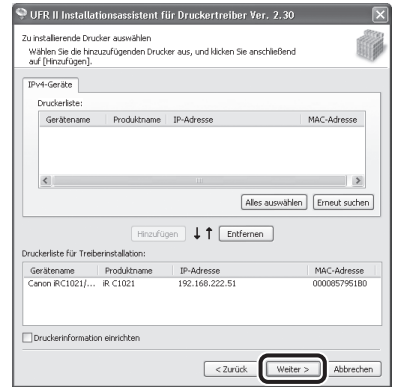 UFR II Installationsassistent für Druckertreiber Ver. 2.30
Zu installierende Drucker auswählen
Wählen Sie die hinzuzufügenden Drucker aus, und klicken Sie anschließend
auf [Hinzufügen].
IPv4-Geräte
Druckerliste:
Gerätename Produktname IP-Adresse MAC-Adresse
Alles auswählen Erneut suchen
Hinzufügen Entfernen
Druckerliste für Treiberinstallation:
Gerätename Produktname IP-Adresse MAC-Adresse
Canon iRC1021/... iR C1021 192.168.222.51 0000857951B0
Druckerinformation einrichten
< Zurück Weiter > Abbrechen